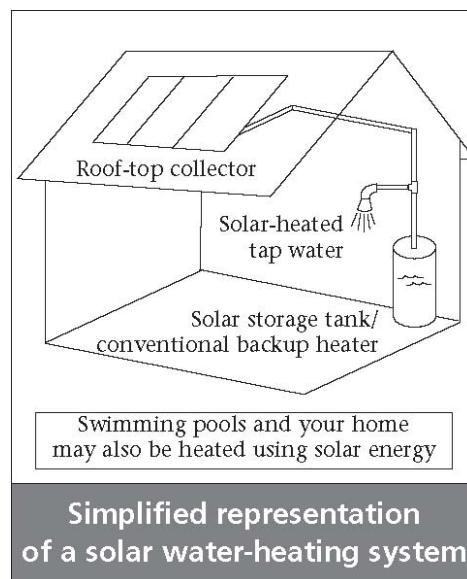 Roof-top collector
Solar-heated
tap water
Solar storage tank/
conventional backup heater
Swimming pools and your home
may also be heated using solar energy
Simplified representation
of a solar water-heating system